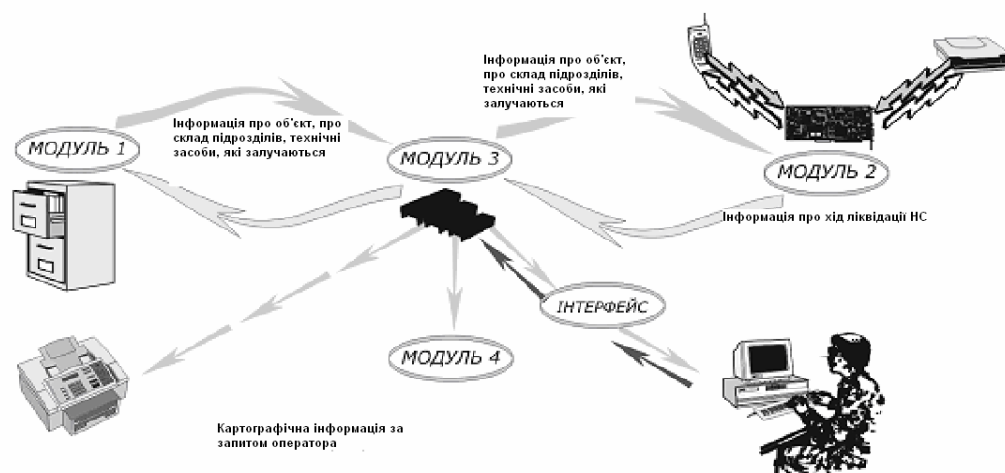 Інформація про об'єкт,
про склад підрозділів,
технічні засоби, які
залучаються
Інформація про об'єкт, про
склад підрозділів, технічні
засоби, які залучаються
МОДУЛЬ 1
МОДУЛЬ 3
МОДУЛЬ 2
Інформація про хід ліквідації НС
ІНТЕРФЕЙС
МОДУЛЬ 4
Картографічна інформація за
запитом оператора